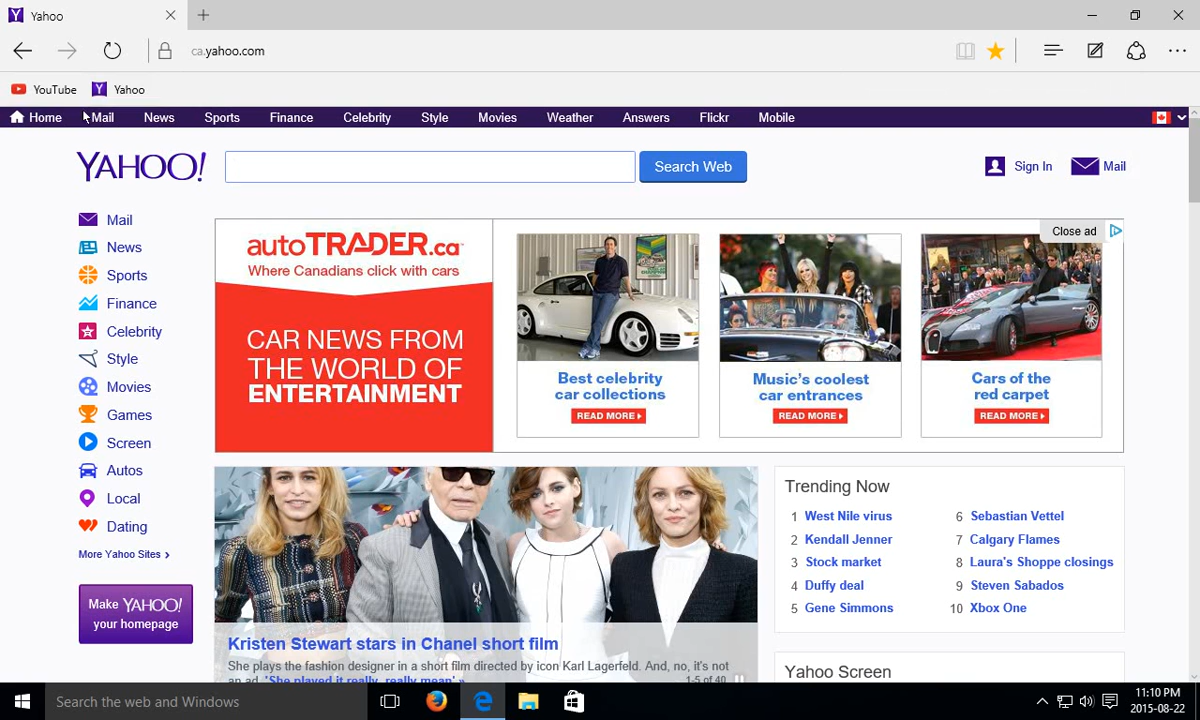 Yahoo
ca.yahoo.com
YouTube Yahoo
Home Mail News Sports Finance Celebrity Style Movies Weather Answers Flickr Mobile
YAHOO! Search Web Sign In Mail
Mail
News
Sports
Finance
Celebrity
Style
Movies
Games
Screen
Autos
Local
Dating
More Yahoo Sites >
Make YAHOO!
your homepage
autoTRADER.ca
Where Canadians click with cars
CAR NEWS FROM
THE WORLD OF
ENTERTAINMENT
Close ad
Best celebrity
car collections
READ MORE
Music's coolest
car entrances
READ MORE
Cars of the
red carpet
READ MORE
Kristen Stewart stars in Chanel short film
She plays the fashion designer in a short film directed by icon Karl Lagerfeld. And, no, it's not
an ad. 'She played it really, really mean' »
1-5 of 40
Trending Now
1 West Nile virus
2 Kendall Jenner
3 Stock market
4 Duffy deal
5 Gene Simmons
6 Sebastian Vettel
7 Calgary Flames
8 Laura's Shoppe closings
9 Steven Sabados
10 Xbox One
Yahoo Screen
Search the web and Windows
11:10 PM
2015-08-22